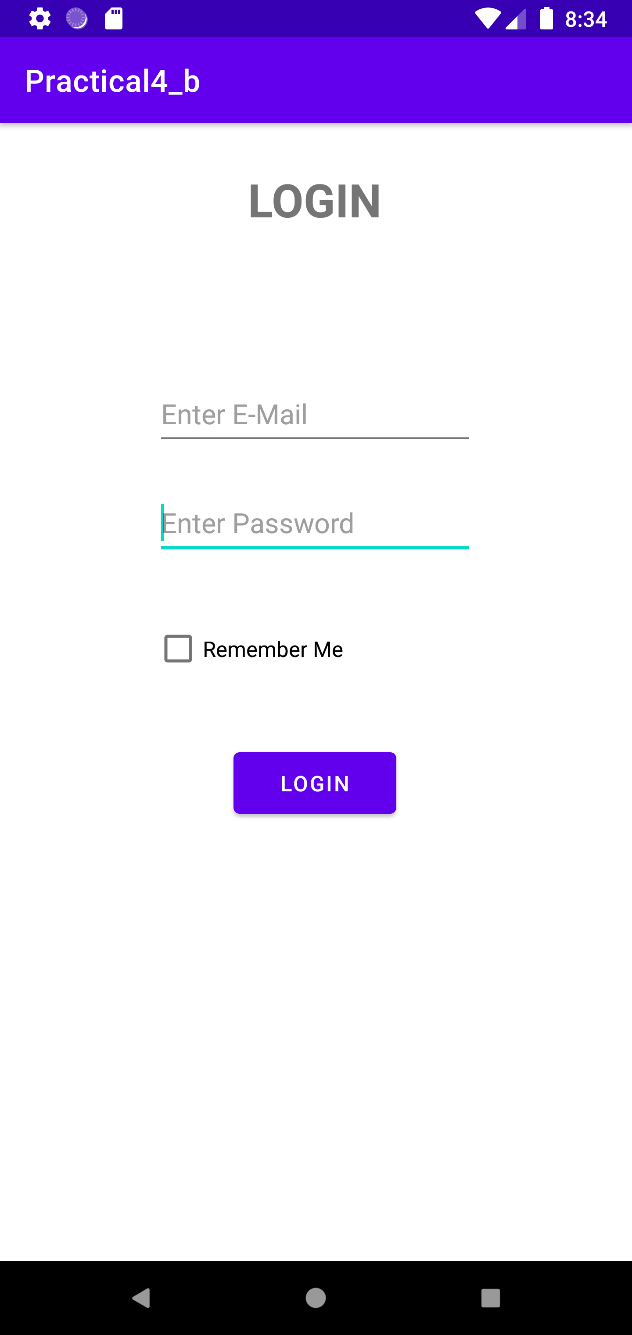 8:34
Practical4_b
LOGIN
Enter E-Mail
Enter Password
Remember Me
LOGIN